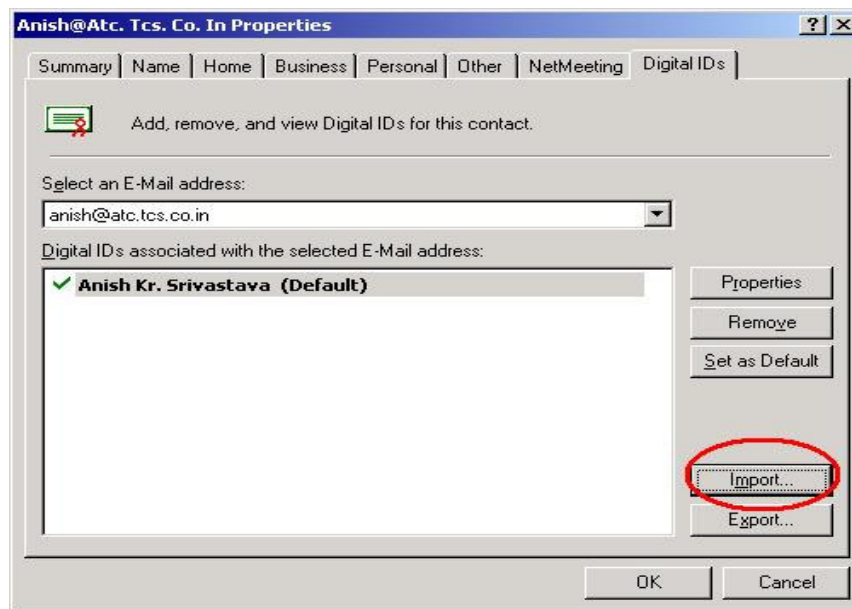 Anish@Atc. Tcs. Co. In Properties
Summary Name Home Business Personal Other NetMeeting Digital IDs
Add, remove, and view Digital IDs for this contact.
Select an E-Mail address:
anish@atc.tcs.co.in
Digital IDs associated with the selected E-Mail address:
Anish Kr. Srivastava (Default)
Properties
Remove
Set as Default
Import...
Export...
OK Cancel